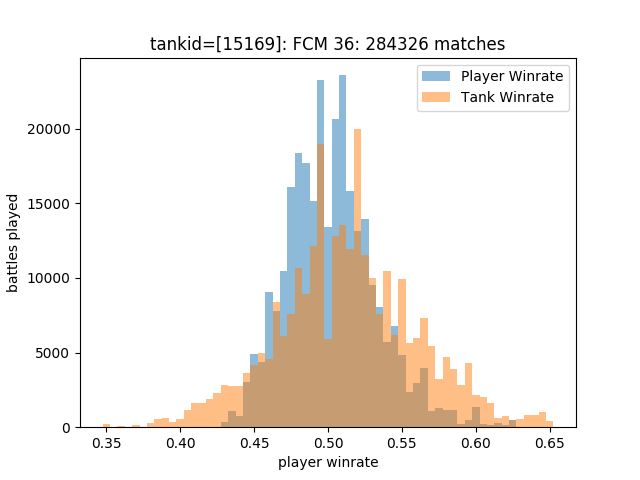 tankid=[15169]: FCM 36: 284326 matches
Player Winrate
Tank Winrate
battles played
20000
15000
10000
5000
0
0.35 0.40 0.45 0.50 0.55 0.60 0.65
player winrate